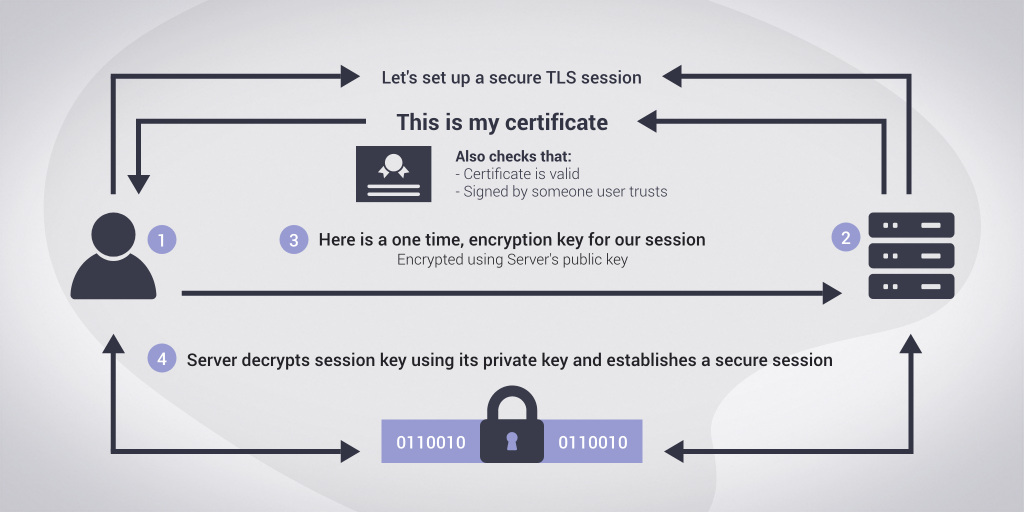 Let's set up a secure TLS session
This is my certificate
Also checks that:
- Certificate is valid
- Signed by someone user trusts
1
3 Here is a one time, encryption key for our session
Encrypted using Server's public key
2
4 Server decrypts session key using its private key and establishes a secure session
0110010 0110010